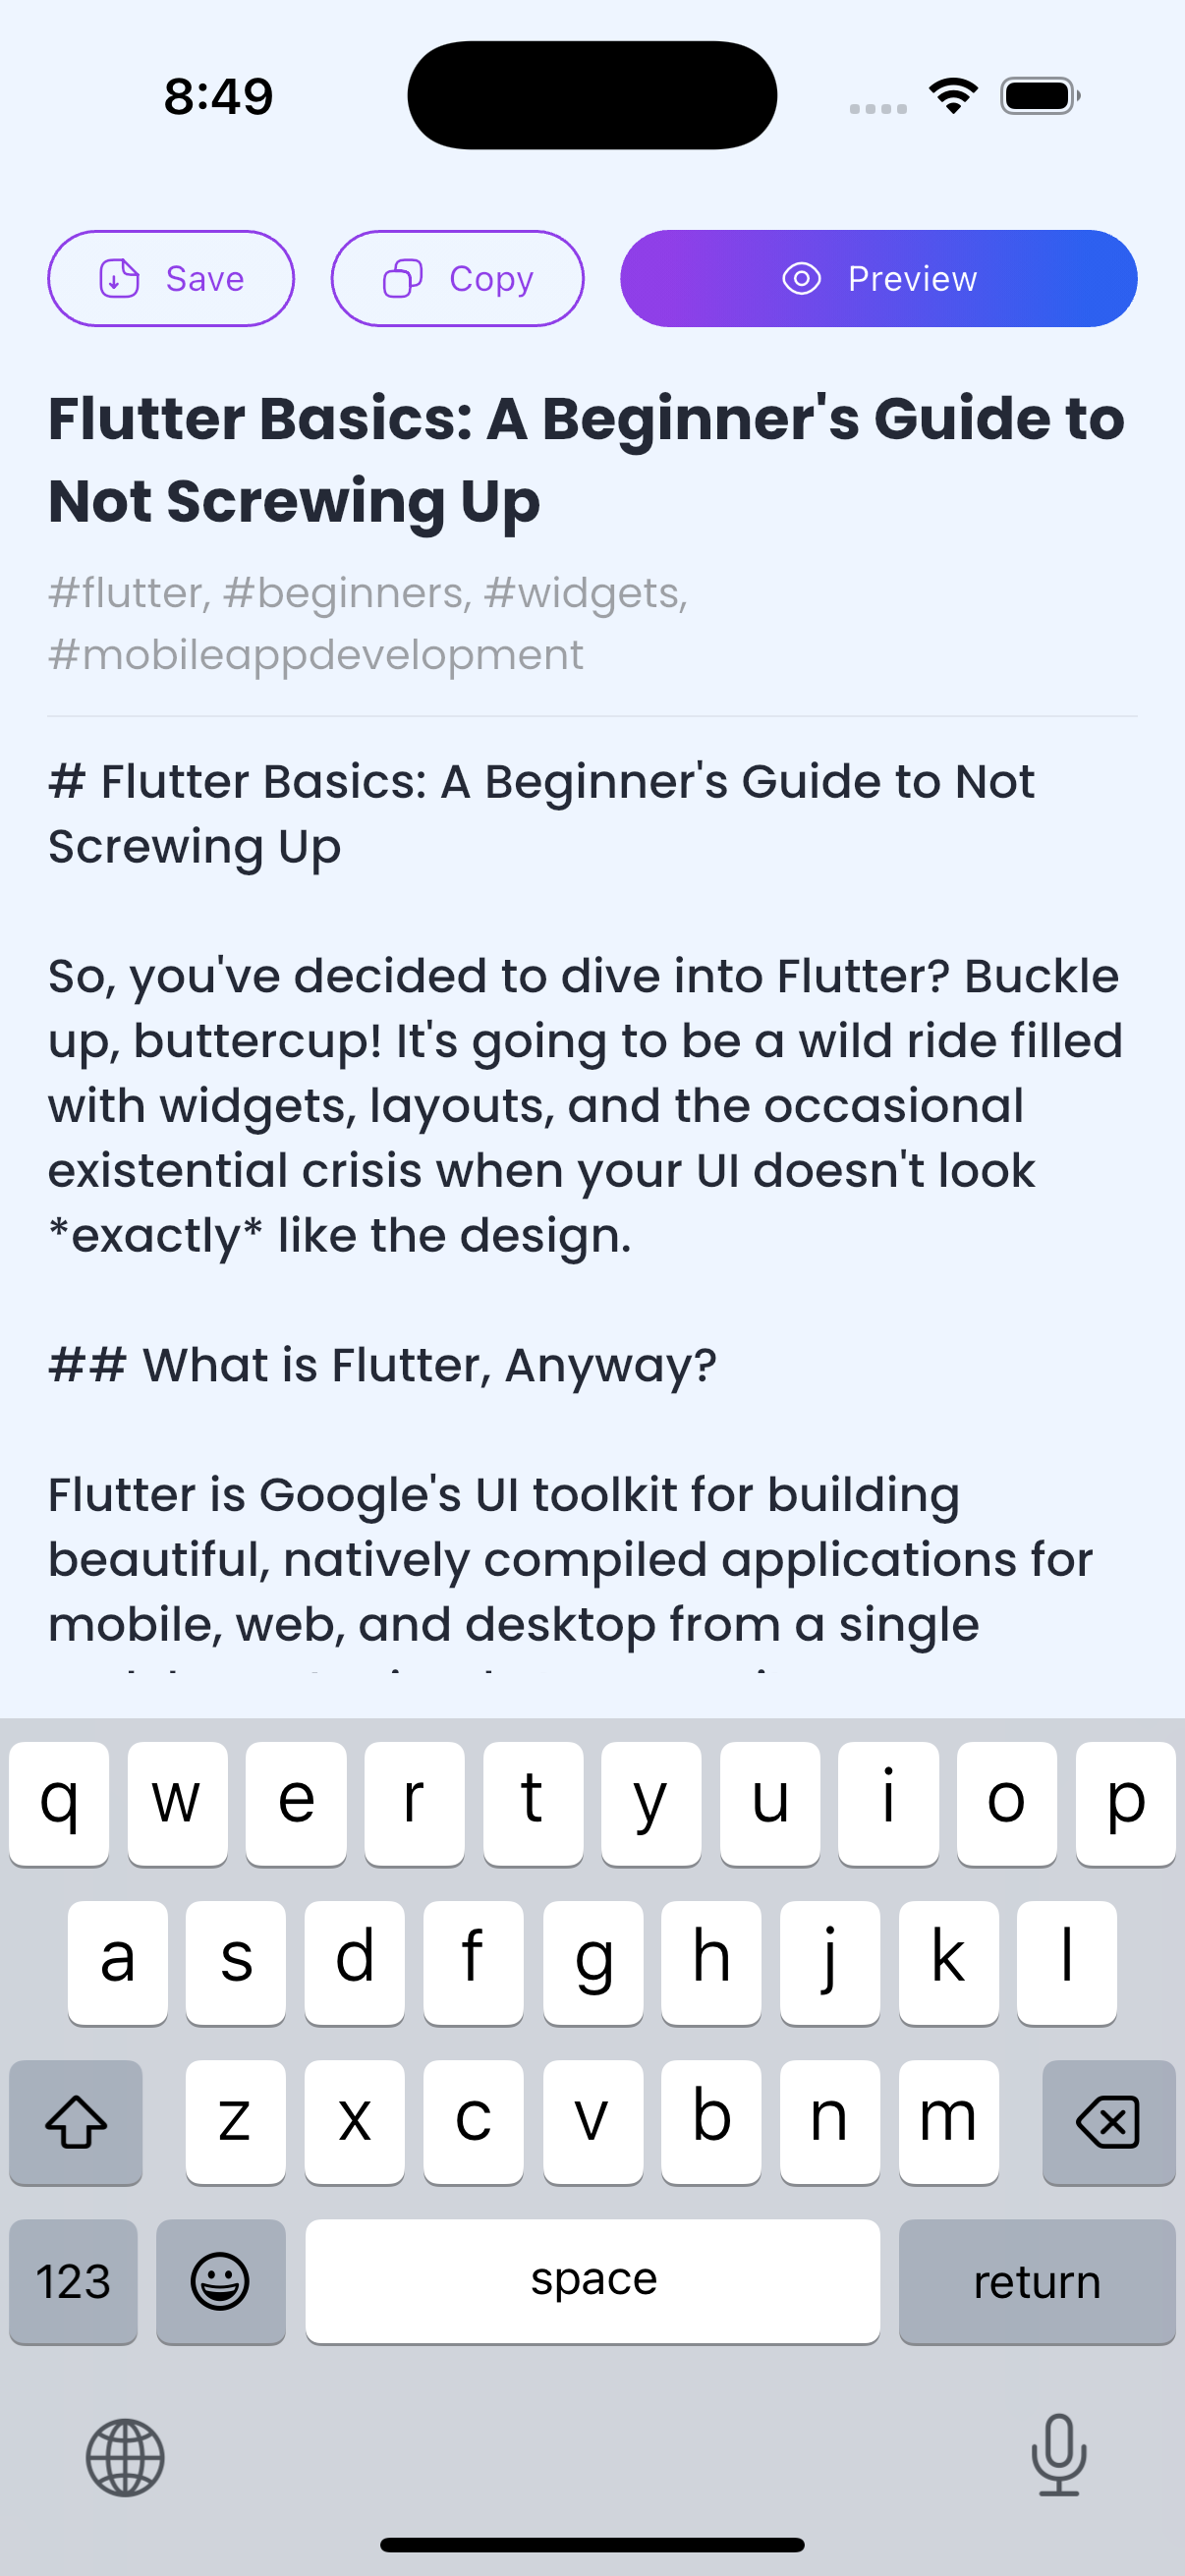 8:49
Save Copy Preview
Flutter Basics: A Beginner's Guide to
Not Screwing Up
#flutter, #beginners, #widgets,
#mobileappdevelopment
# Flutter Basics: A Beginner's Guide to Not
Screwing Up
So, you've decided to dive into Flutter? Buckle
up, buttercup! It's going to be a wild ride filled
with widgets, layouts, and the occasional
existential crisis when your UI doesn't look
*exactly* like the design.
## What is Flutter, Anyway?
Flutter is Google's UI toolkit for building
beautiful, natively compiled applications for
mobile, web, and desktop from a single
q w e r t y u i o p
a s d f g h j k l
z x c v b n m
123 space return